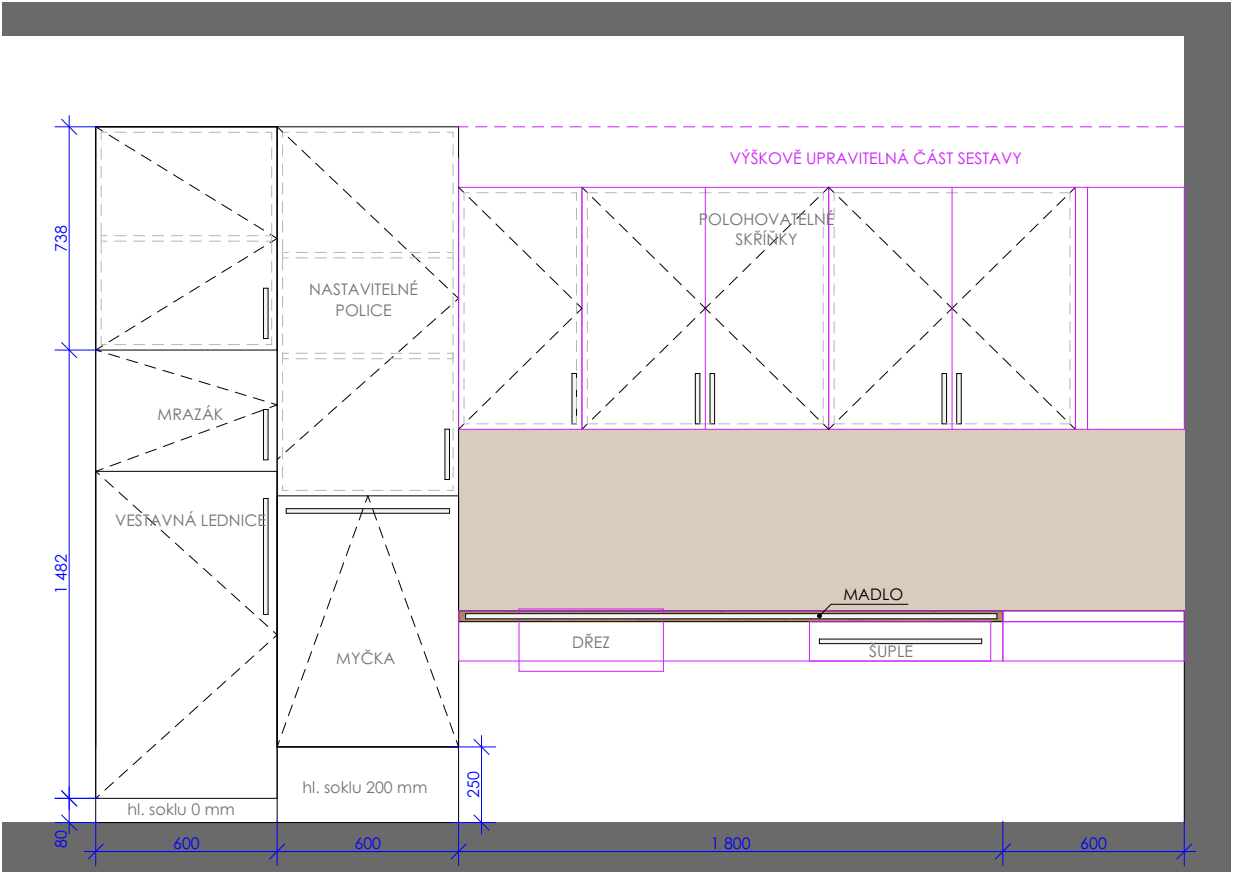 VÝŠKOVĚ UPRAVITELNÁ ČÁST SESTAVY
POLOHOVATELNÉ
SKŘÍŇKY
738
NASTAVITELNÉ
POLICE
MRAZÁK
VESTAVNÁ LEDNICE
1 482
MADLO
DŘEZ
ŠUPLE
MYČKA
250
hl. soklu 200 mm
hl. soklu 0 mm
80
600
600
1 800
600